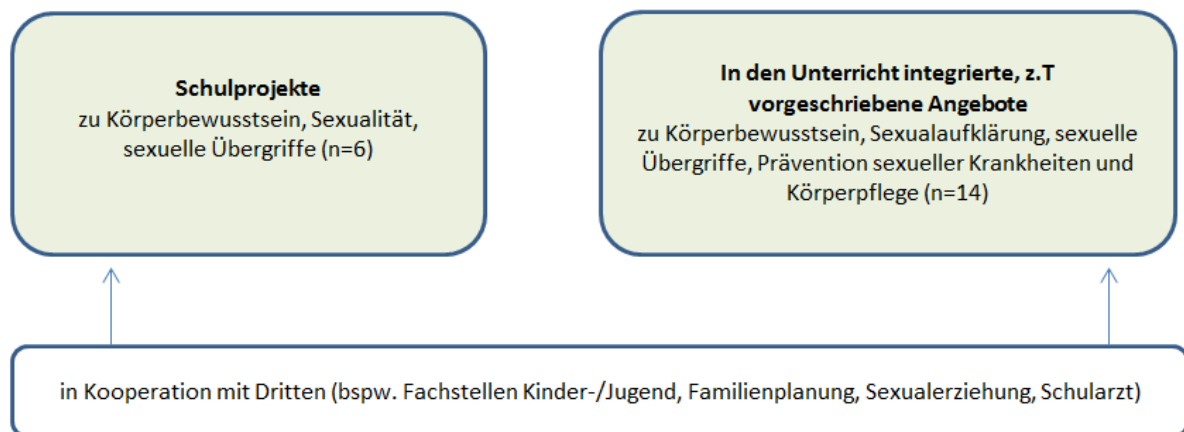 Schulprojekte
zu Körperbewusstsein, Sexualität,
sexuelle Übergriffe (n=6)
In den Unterricht integrierte, z.T
vorgeschriebene Angebote
zu Körperbewusstsein, Sexualaufklärung, sexuelle
Übergriffe, Prävention sexueller Krankheiten und
Körperpflege (n=14)
in Kooperation mit Dritten (bspw. Fachstellen Kinder-/Jugend, Familienplanung, Sexualerziehung, Schularzt)